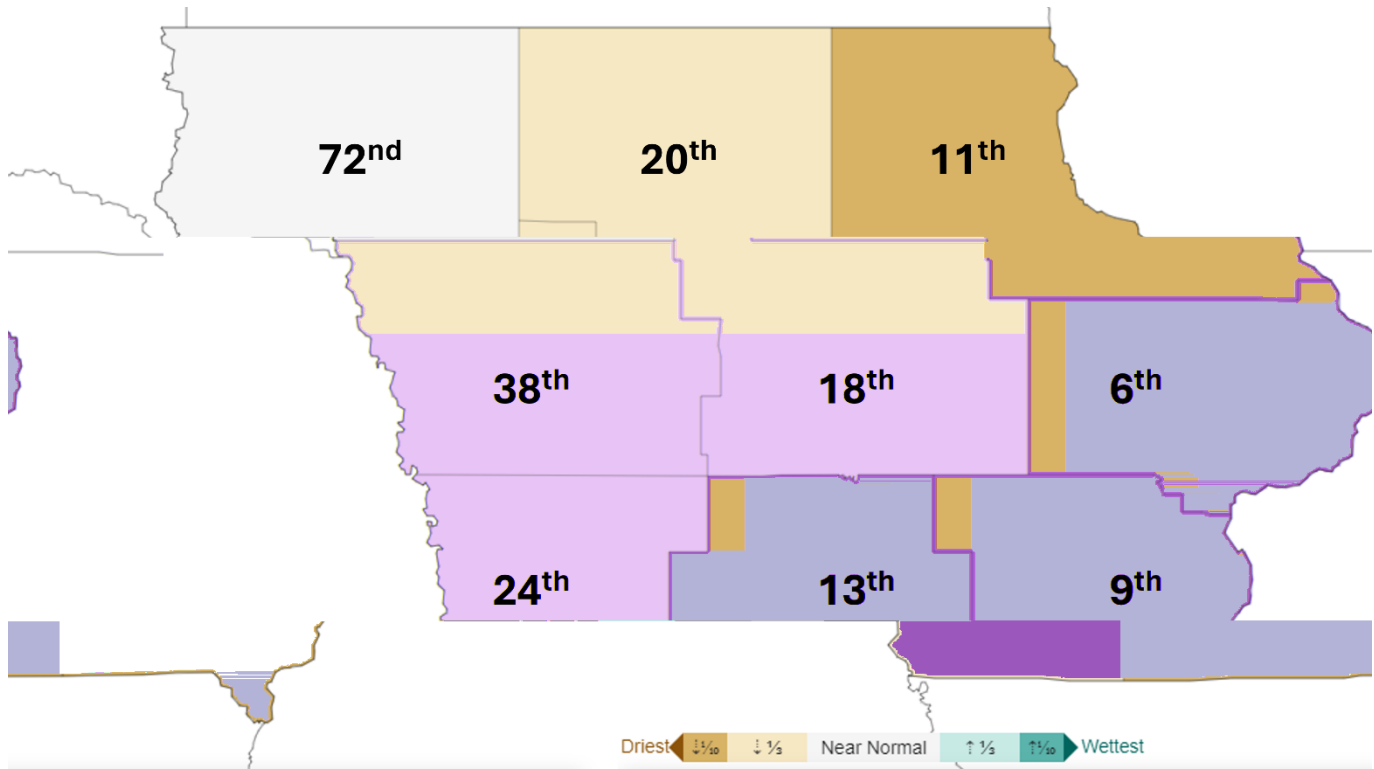 72nd 20th 11th
38th 18th 6th
24th 13th 9th
Driest ↓⅒ ↓⅓ Near Normal ↑⅓ ↑⅒ Wettest